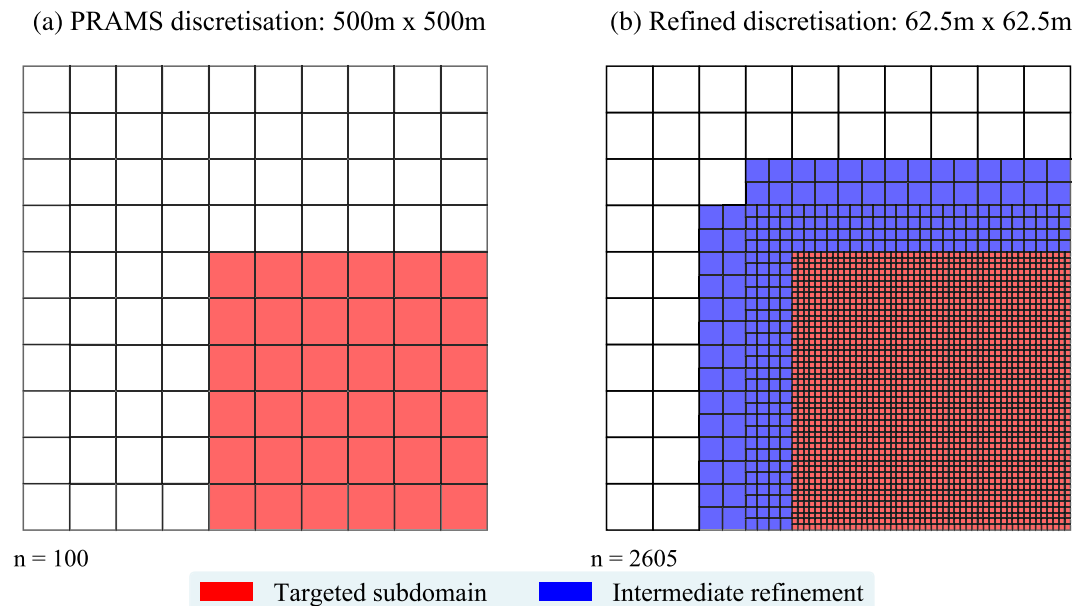 (a) PRAMS discretisation: 500m x 500m
(b) Refined discretisation: 62.5m x 62.5m
n = 100
n = 2605
Targeted subdomain
Intermediate refinement